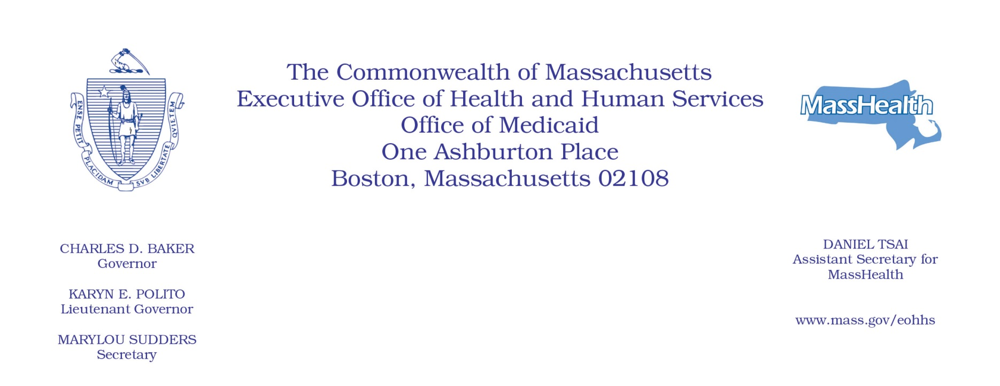 ENSE PETIT PLACIDAM SVB LIBERTATE QVIETEM
The Commonwealth of Massachusetts
Executive Office of Health and Human Services
Office of Medicaid
One Ashburton Place
Boston, Massachusetts 02108
MassHealth
CHARLES D. BAKER
Governor
KARYN E. POLITO
Lieutenant Governor
MARYLOU SUDDERS
Secretary
DANIEL TSAI
Assistant Secretary for
MassHealth
www.mass.gov/eohhs